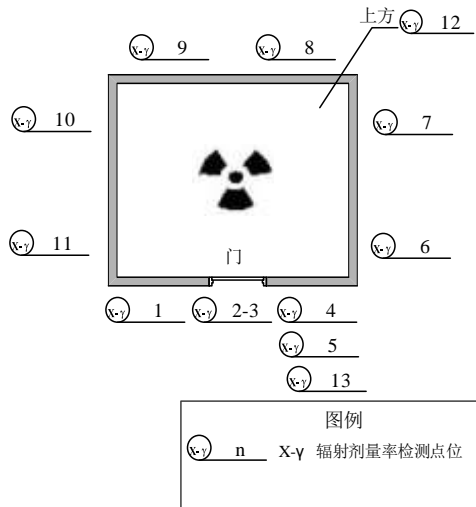 上方 X-γ 12
X-γ 9 X-γ 8
X-γ 10 X-γ 7
门
X-γ 11 X-γ 6
X-γ 1 X-γ 2-3 X-γ 4
X-γ 5
X-γ 13
图例
X-γ n X-γ 辐射剂量率检测点位